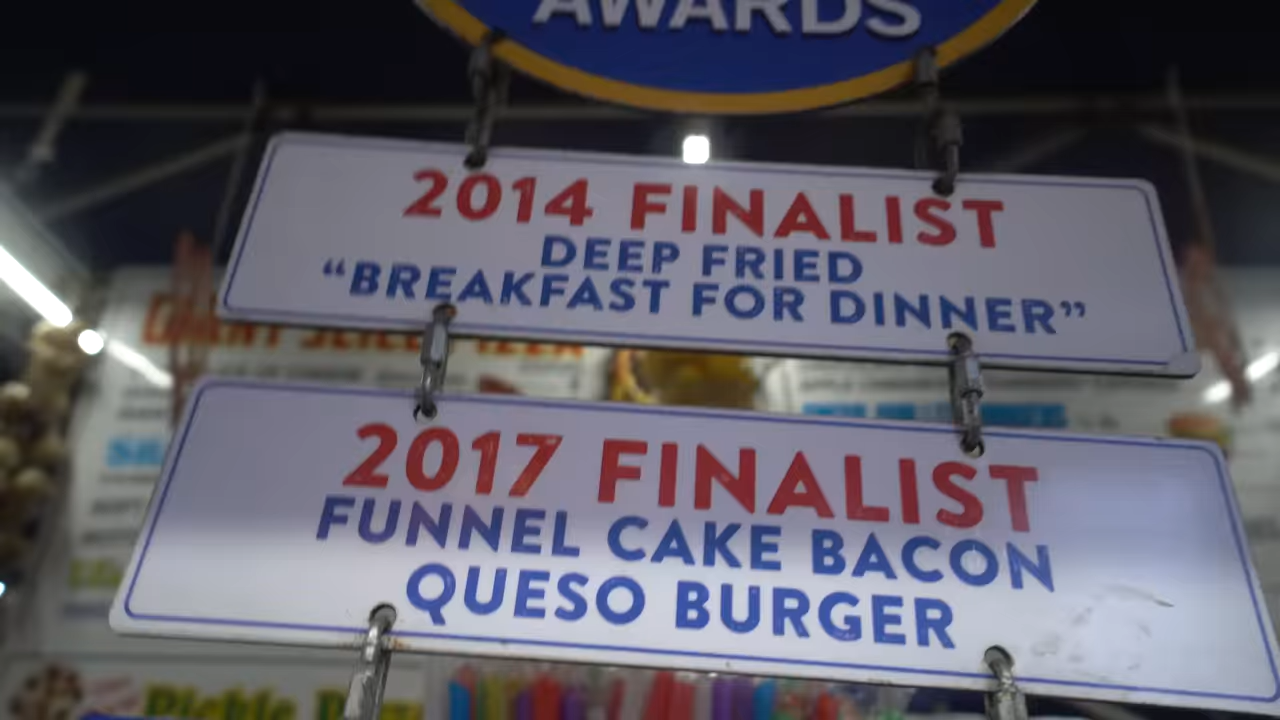 AWARDS
2014 FINALIST
DEEP FRIED
“BREAKFAST FOR DINNER”
2017 FINALIST
FUNNEL CAKE BACON
QUESO BURGER